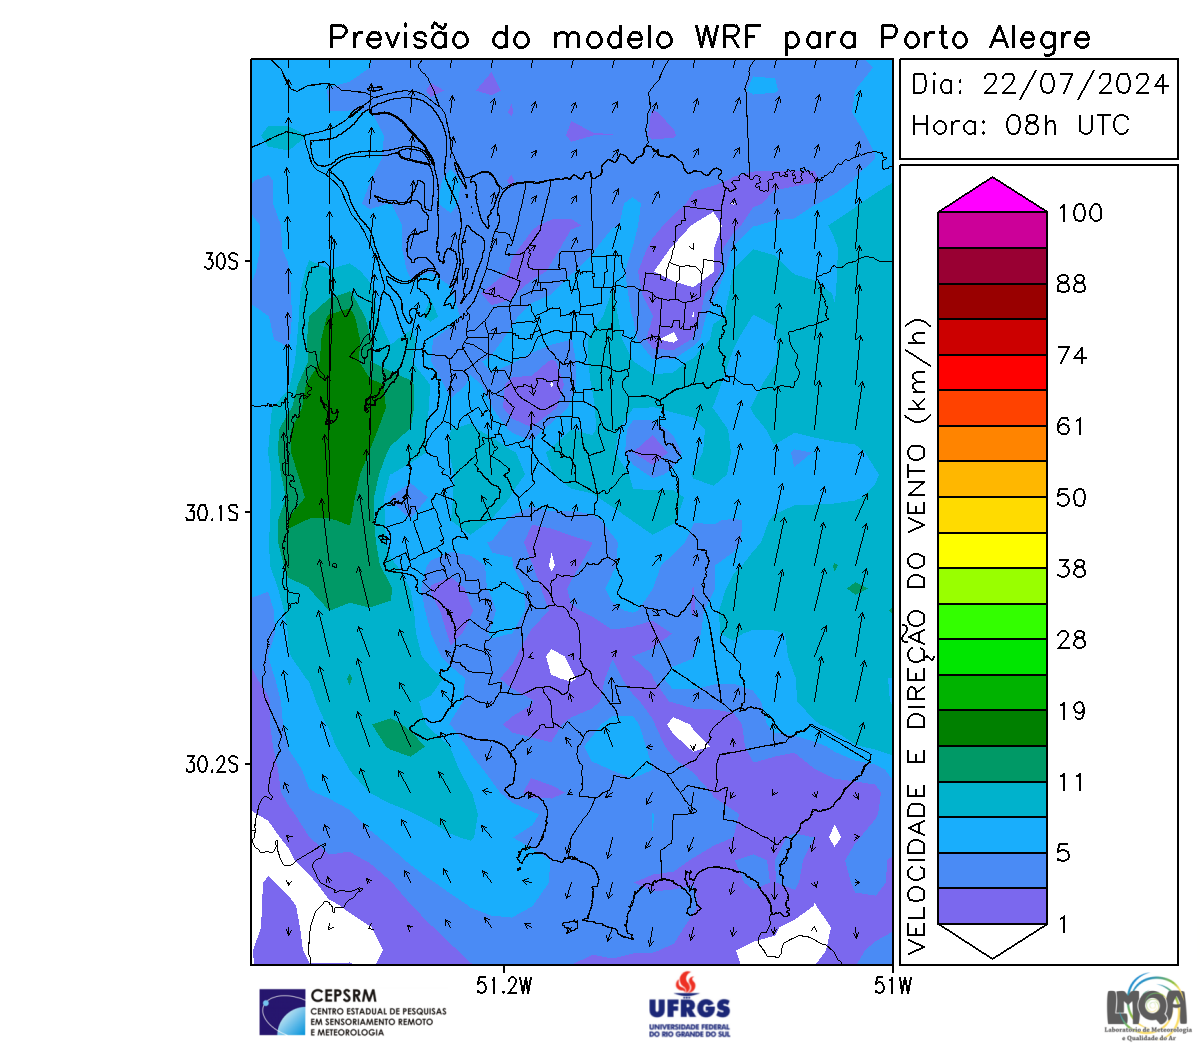 Previsão do modelo WRF para Porto Alegre
Dia: 22/07/2024
Hora: 08h UTC
30S
30.1S
30.2S
51.2W
51W
VELOCIDADE E DIREÇÃO DO VENTO (km/h)
100
88
74
61
50
38
28
19
11
5
1
CEPSRM
CENTRO ESTADUAL DE PESQUISAS
EM SENSORIAMENTO REMOTO
E METEOROLOGIA
UFRGS
UNIVERSIDADE FEDERAL
DO RIO GRANDE DO SUL
LMQA
Laboratório de Meteorologia
e Qualidade do Ar